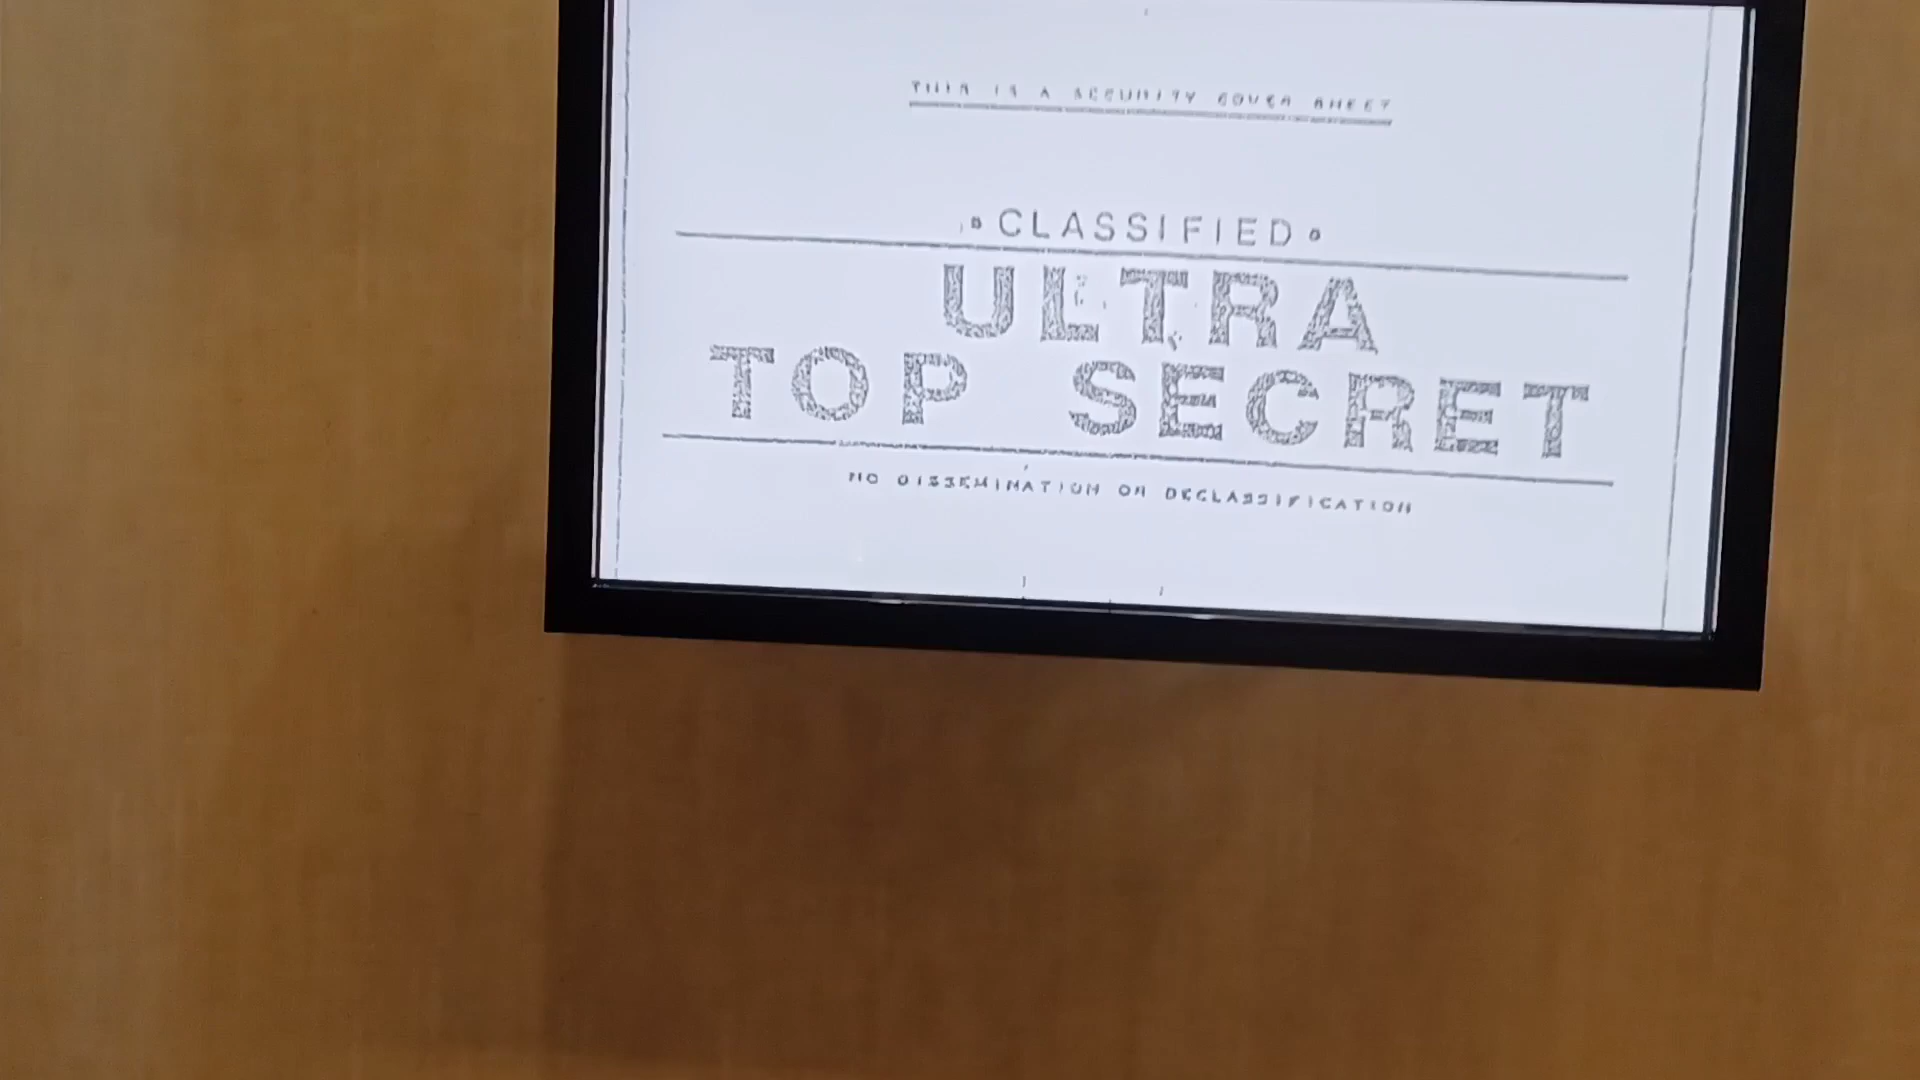 THIS IS A SECURITY COVER SHEET
CLASSIFIED
ULTRA
TOP SECRET
NO DISSEMINATION OR DECLASSIFICATION